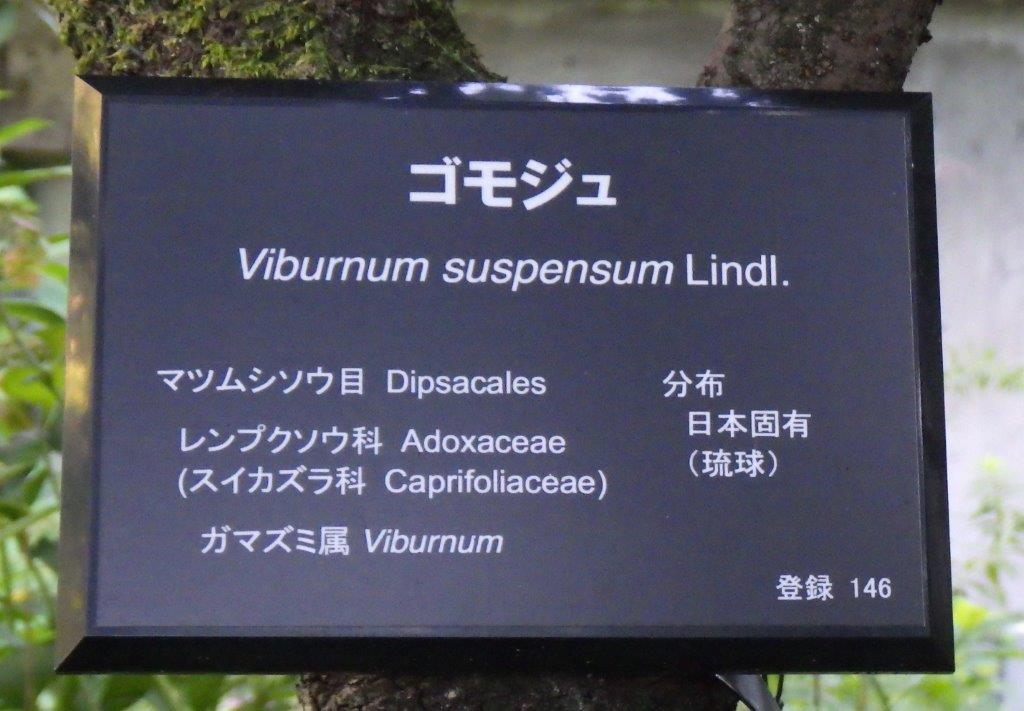 ゴモジュ
Viburnum suspensum Lindl.
マツムシソウ目 Dipsacales
レンプクソウ科 Adoxaceae
(スイカズラ科 Caprifoliaceae)
ガマズミ属 Viburnum
分布
日本固有
（琉球）
登録 146